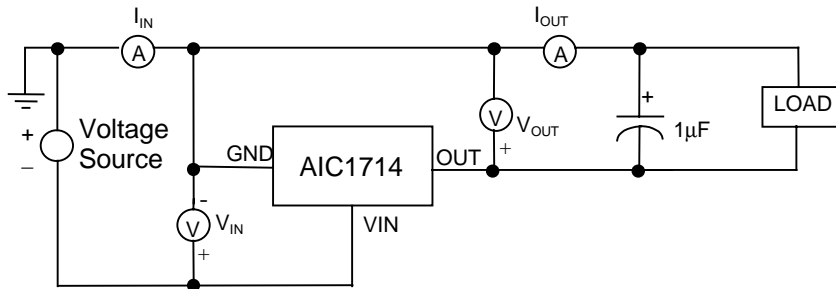 I_IN
I_OUT
A
A
+
−
Voltage
Source
GND
AIC1714
OUT
V
V_OUT
+
+
1µF
LOAD
-
V
V_IN
+
VIN